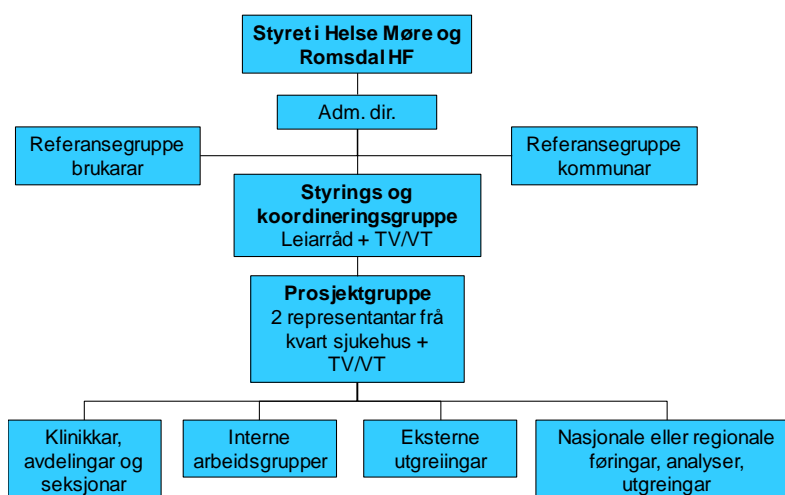 Styret i Helse Møre og
Romsdal HF
Adm. dir.
Referansegruppe
brukarar
Referansegruppe
kommunar
Styrings og
koordineringsgruppe
Leiarråd + TV/VT
Prosjektgruppe
2 representantar frå
kvart sjukehus +
TV/VT
Klinikkar,
avdelingar og
seksjonar
Interne
arbeidsgrupper
Eksterne
utgreiingar
Nasjonale eller regionale
føringar, analyser,
utgreingar